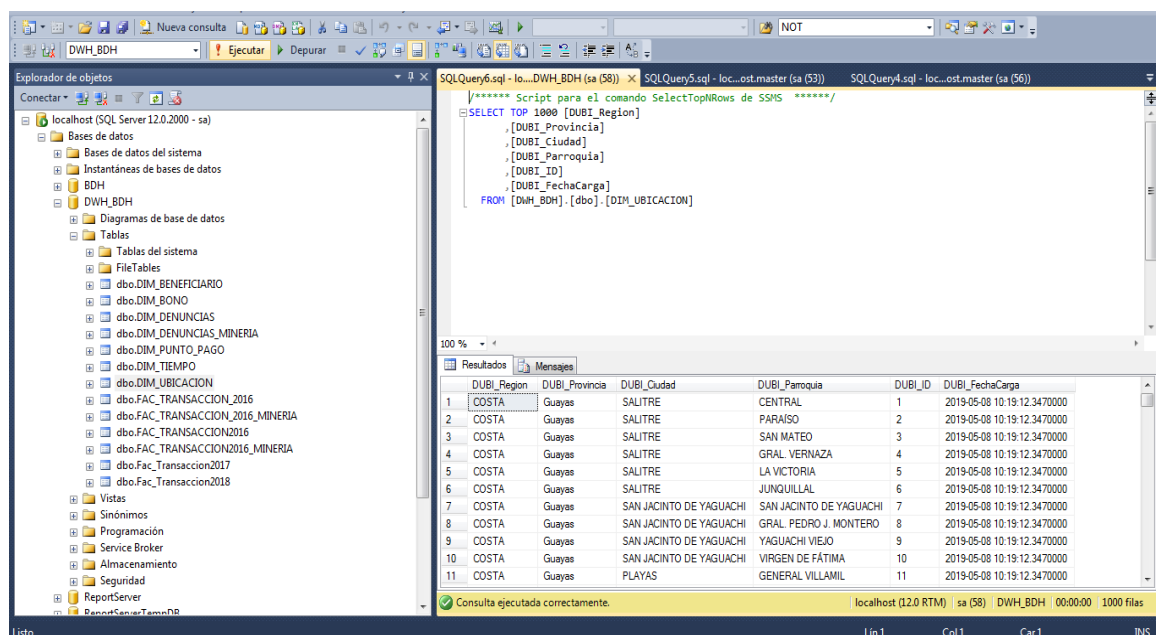 Nueva consulta
NOT
DWH_BDH
Ejecutar
Depurar
Explorador de objetos
Conectar
localhost (SQL Server 12.0.2000 - sa)
Bases de datos
Bases de datos del sistema
Instantáneas de bases de datos
BDH
DWH_BDH
Diagramas de base de datos
Tablas
Tablas del sistema
FileTables
dbo.DIM_BENEFICIARIO
dbo.DIM_BONO
dbo.DIM_DENUNCIAS
dbo.DIM_DENUNCIAS_MINERIA
dbo.DIM_PUNTO_PAGO
dbo.DIM_TIEMPO
dbo.DIM_UBICACION
dbo.FAC_TRANSACCION_2016
dbo.FAC_TRANSACCION_2016_MINERIA
dbo.FAC_TRANSACCION2016
dbo.FAC_TRANSACCION2016_MINERIA
dbo.Fac_Transaccion2017
dbo.Fac_Transaccion2018
Vistas
Sinónimos
Programación
Service Broker
Almacenamiento
Seguridad
ReportServer
ReportServerTempDB
SQLQuery6.sql - lo....DWH_BDH (sa (58)) SQLQuery5.sql - loc...ost.master (sa (53)) SQLQuery4.sql - loc...ost.master (sa (56))
/****** Script para el comando SelectTopNRows de SSMS ******/
SELECT TOP 1000 [DUBI_Region]
,[DUBI_Provincia]
,[DUBI_Ciudad]
,[DUBI_Parroquia]
,[DUBI_ID]
,[DUBI_FechaCarga]
FROM [DWH_BDH].[dbo].[DIM_UBICACION]
100 %
Resultados Mensajes
DUBI_Region DUBI_Provincia DUBI_Ciudad DUBI_Parroquia DUBI_ID DUBI_FechaCarga
1 COSTA Guayas SALITRE CENTRAL 1 2019-05-08 10:19:12.3470000
2 COSTA Guayas SALITRE PARAÍSO 2 2019-05-08 10:19:12.3470000
3 COSTA Guayas SALITRE SAN MATEO 3 2019-05-08 10:19:12.3470000
4 COSTA Guayas SALITRE GRAL. VERNAZA 4 2019-05-08 10:19:12.3470000
5 COSTA Guayas SALITRE LA VICTORIA 5 2019-05-08 10:19:12.3470000
6 COSTA Guayas SALITRE JUNQUILLAL 6 2019-05-08 10:19:12.3470000
7 COSTA Guayas SAN JACINTO DE YAGUACHI SAN JACINTO DE YAGUACHI 7 2019-05-08 10:19:12.3470000
8 COSTA Guayas SAN JACINTO DE YAGUACHI GRAL. PEDRO J. MONTERO 8 2019-05-08 10:19:12.3470000
9 COSTA Guayas SAN JACINTO DE YAGUACHI YAGUACHI VIEJO 9 2019-05-08 10:19:12.3470000
10 COSTA Guayas SAN JACINTO DE YAGUACHI VIRGEN DE FÁTIMA 10 2019-05-08 10:19:12.3470000
11 COSTA Guayas PLAYAS GENERAL VILLAMIL 11 2019-05-08 10:19:12.3470000
Consulta ejecutada correctamente. localhost (12.0 RTM) sa (58) DWH_BDH 00:00:00 1000 filas
Listo Lín 1 Col 1 Car 1 INS